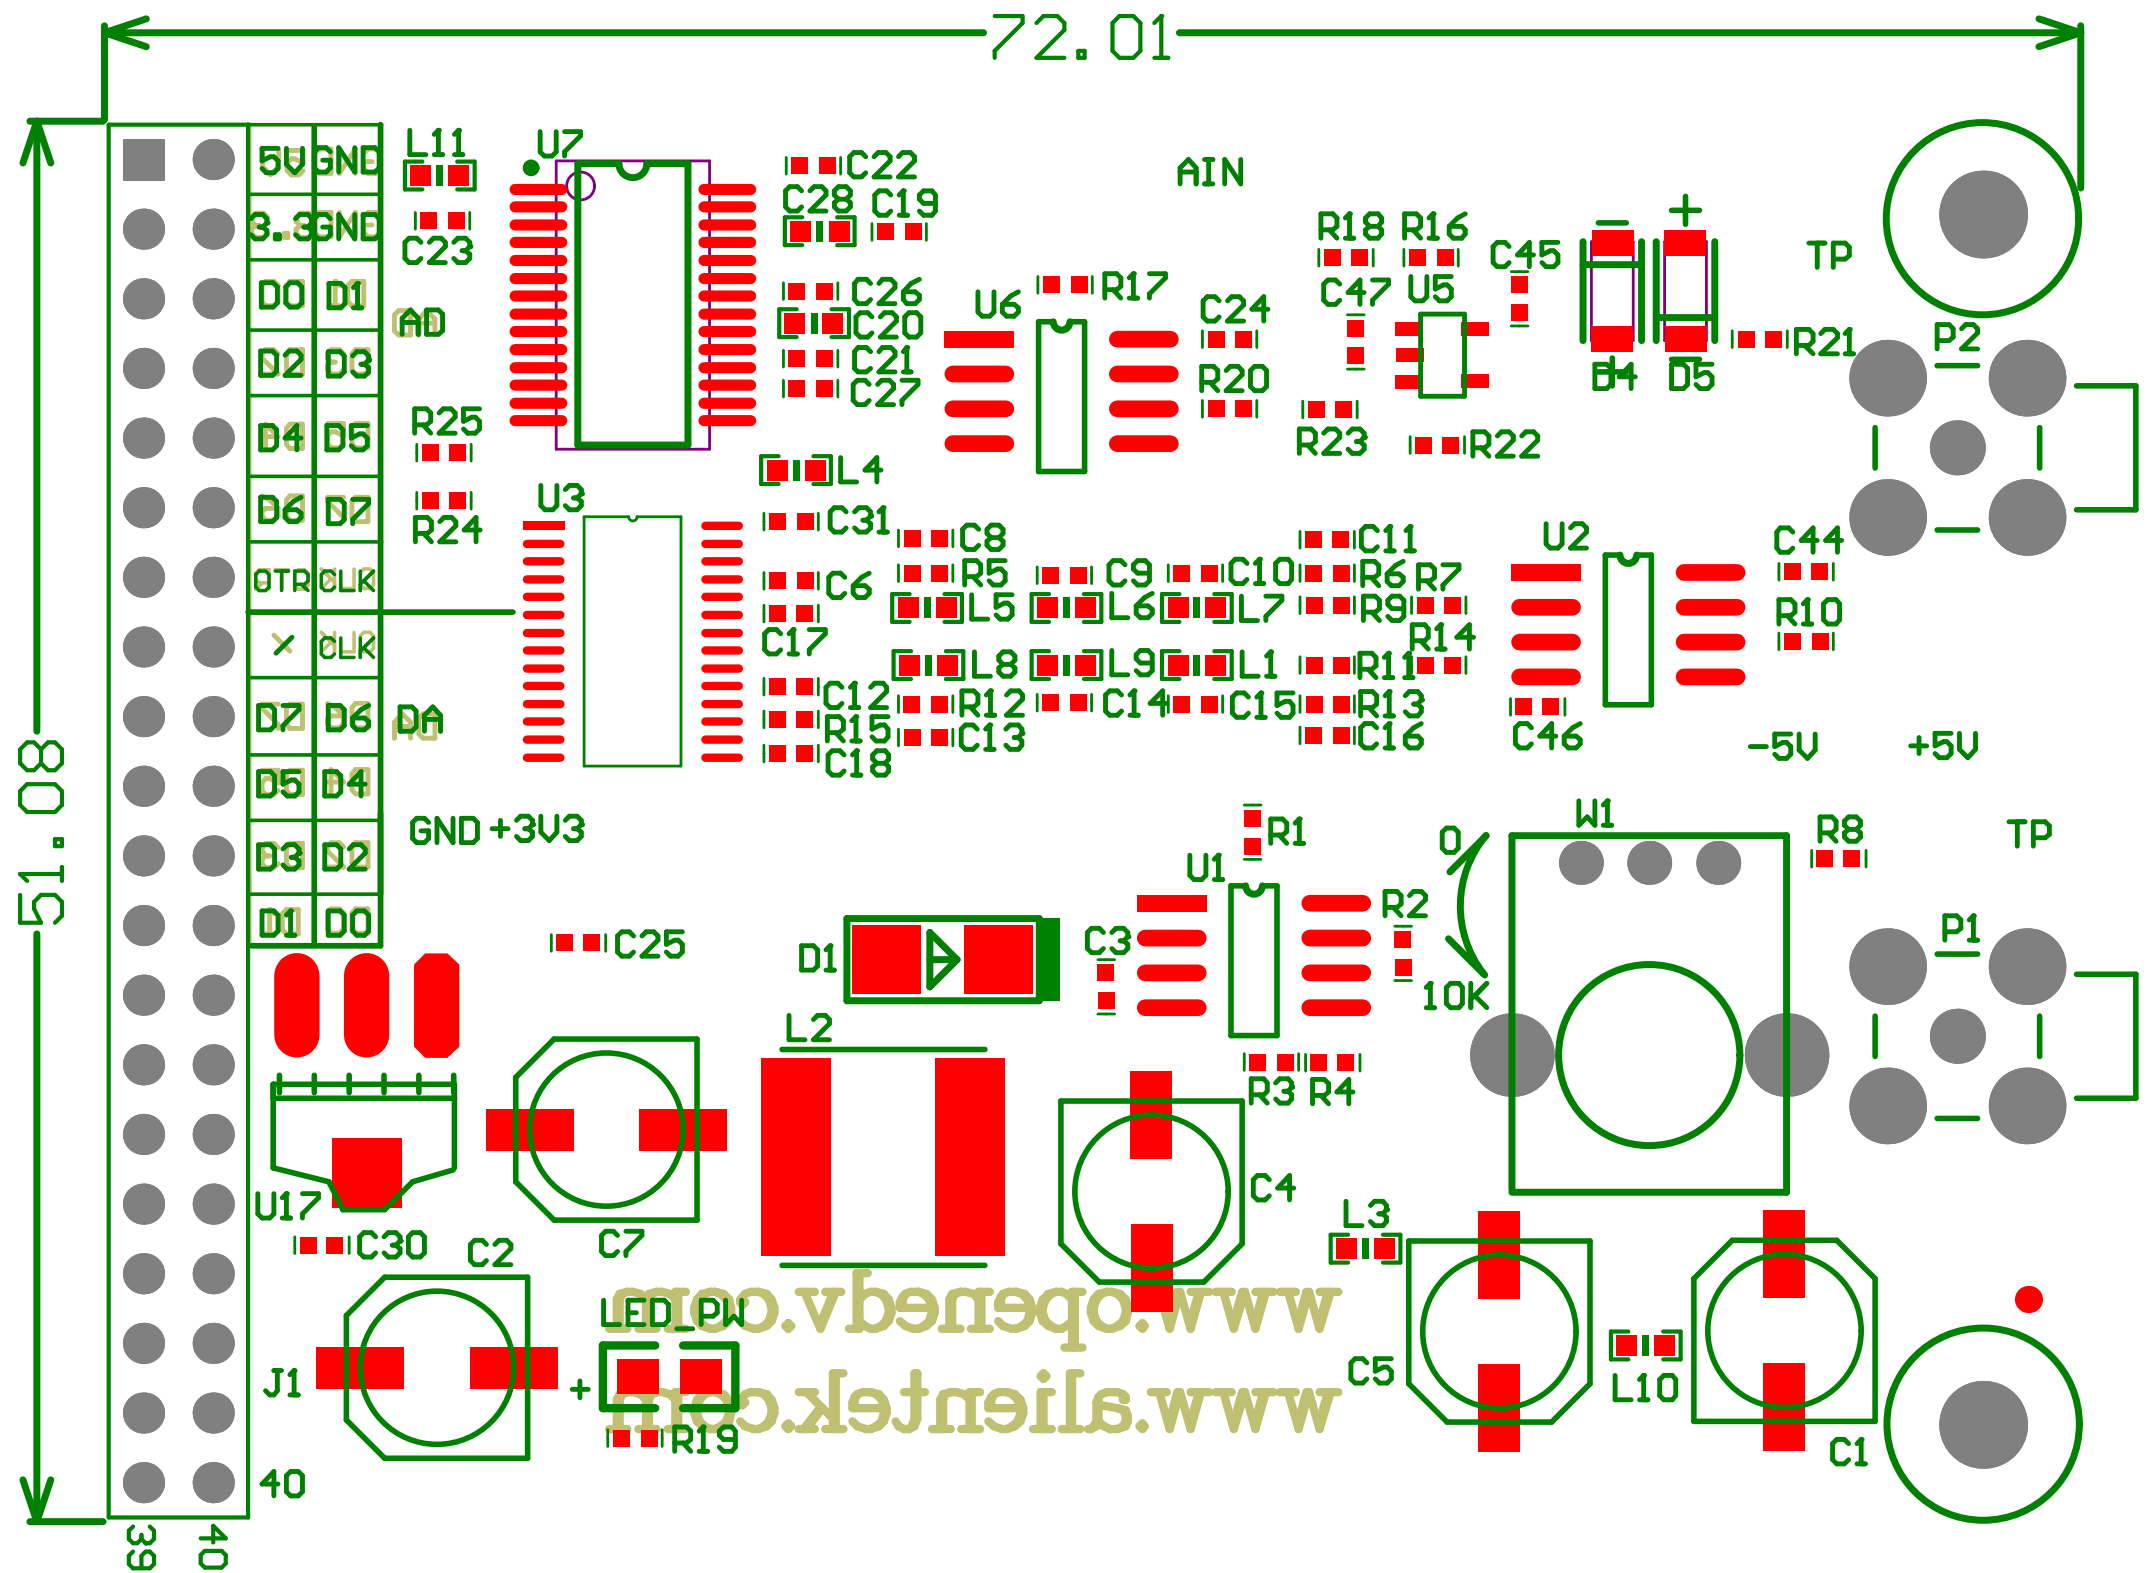 72.01
51.08
5V GND
3.3 GND
D0 D1
AD
D2 D3
D4 D5
D6 D7
OTR CLK
X CLK
D7 D6
DA
D5 D4
D3 D2
D1 D0
L11
C23
U7
C22
C28 C19
C26
C20
C21
C27
AIN
R18 R16
C45
C47 U5
TP
U6 R17
C24
R20
R21
P2
D4 D5
R25
R24
R23
R22
L4
U3
C31
C8
R5
L5
C6
C17
C9
L6
C10
L7
C11
R6 R7
R9
R14
U2
C44
R10
L8 L9 L1
R11
C12
R15
C18
R12
C13
C14
C15
R13
C16
C46
-5V +5V
GND +3V3
R1
U1
0
W1
R8
TP
R2
10K
P1
C25
D1
C3
L2
R3 R4
U17
C30
C2
C7
C4
L3
LED_PW
www.openedv.com
J1
+
www.alientek.com
R19
C5
L10
C1
40
39 40